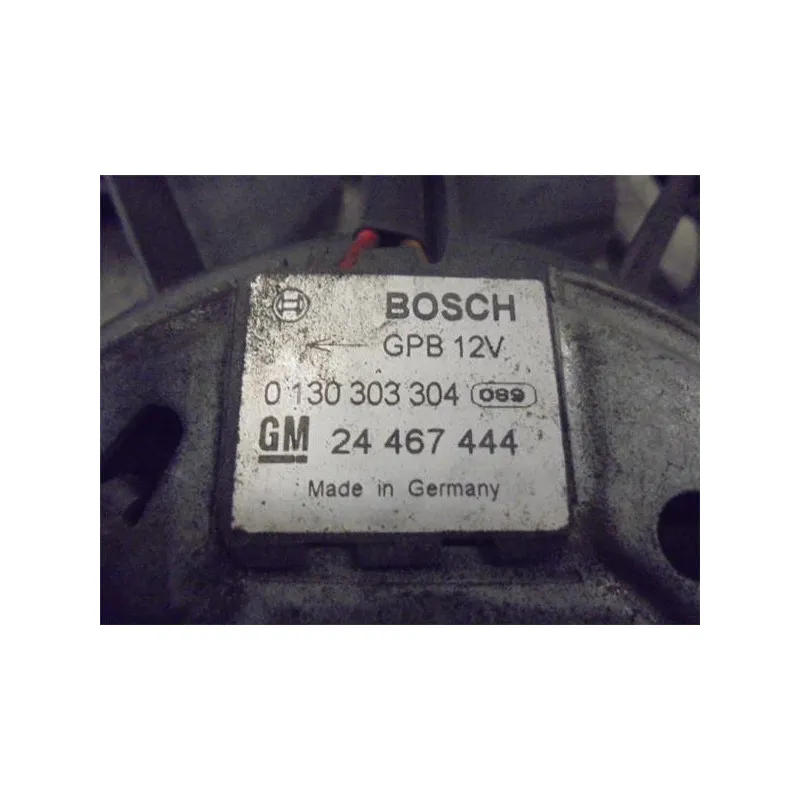 BOSCH
← GPB 12V
0 130 303 304 089
GM 24 467 444
Made in Germany